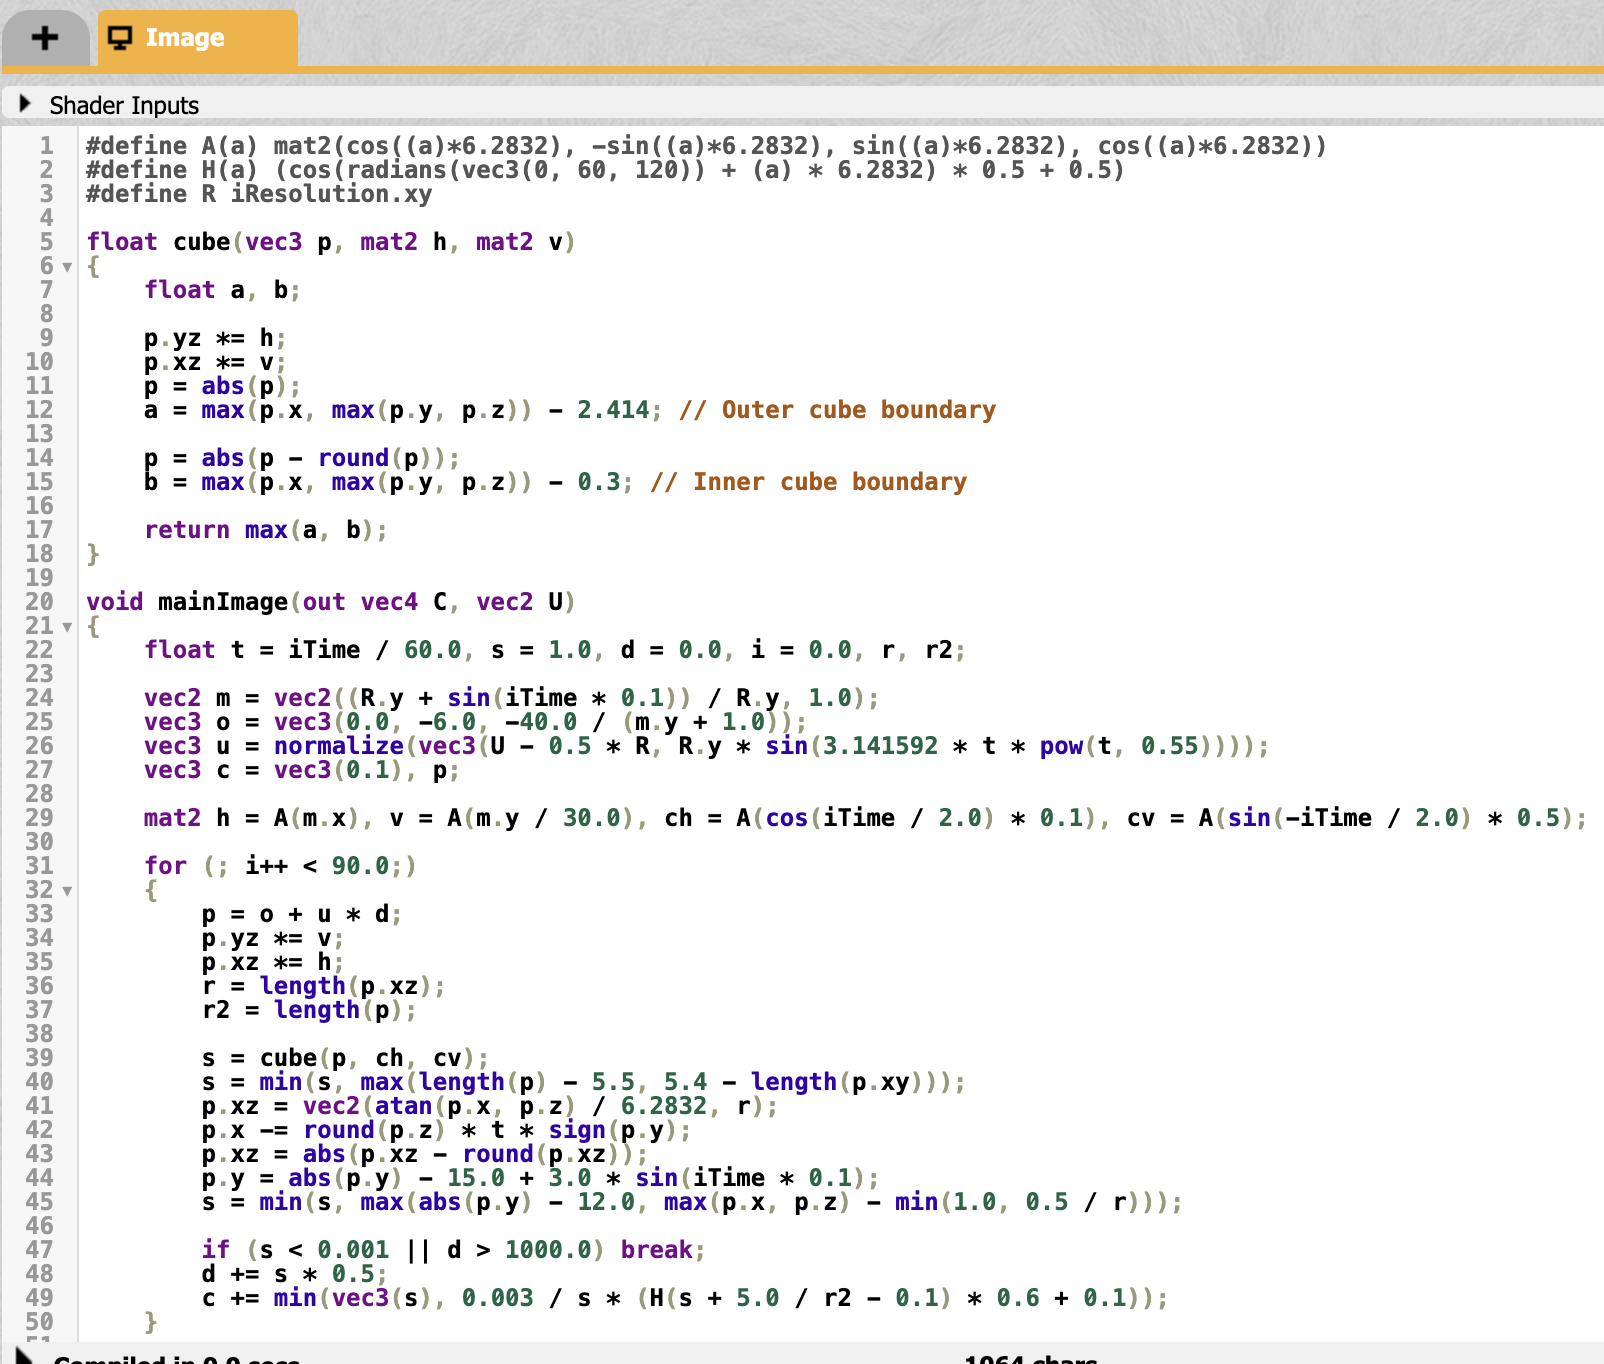 + Image
Shader Inputs
1 #define A(a) mat2(cos((a)*6.2832), -sin((a)*6.2832), sin((a)*6.2832), cos((a)*6.2832))
2 #define H(a) (cos(radians(vec3(0, 60, 120)) + (a) * 6.2832) * 0.5 + 0.5)
3 #define R iResolution.xy
4
5 float cube(vec3 p, mat2 h, mat2 v)
6 {
7     float a, b;
8
9     p.yz *= h;
10     p.xz *= v;
11     p = abs(p);
12     a = max(p.x, max(p.y, p.z)) - 2.414; // Outer cube boundary
13
14     p = abs(p - round(p));
15     b = max(p.x, max(p.y, p.z)) - 0.3; // Inner cube boundary
16
17     return max(a, b);
18 }
19
20 void mainImage(out vec4 C, vec2 U)
21 {
22     float t = iTime / 60.0, s = 1.0, d = 0.0, i = 0.0, r, r2;
23
24     vec2 m = vec2((R.y + sin(iTime * 0.1)) / R.y, 1.0);
25     vec3 o = vec3(0.0, -6.0, -40.0 / (m.y + 1.0));
26     vec3 u = normalize(vec3(U - 0.5 * R, R.y * sin(3.141592 * t * pow(t, 0.55))));
27     vec3 c = vec3(0.1), p;
28
29     mat2 h = A(m.x), v = A(m.y / 30.0), ch = A(cos(iTime / 2.0) * 0.1), cv = A(sin(-iTime / 2.0) * 0.5);
30
31     for (; i++ < 90.0;)
32     {
33         p = o + u * d;
34         p.yz *= v;
35         p.xz *= h;
36         r = length(p.xz);
37         r2 = length(p);
38
39         s = cube(p, ch, cv);
40         s = min(s, max(length(p) - 5.5, 5.4 - length(p.xy)));
41         p.xz = vec2(atan(p.x, p.z) / 6.2832, r);
42         p.x -= round(p.z) * t * sign(p.y);
43         p.xz = abs(p.xz - round(p.xz));
44         p.y = abs(p.y) - 15.0 + 3.0 * sin(iTime * 0.1);
45         s = min(s, max(abs(p.y) - 12.0, max(p.x, p.z) - min(1.0, 0.5 / r)));
46
47         if (s < 0.001 || d > 1000.0) break;
48         d += s * 0.5;
49         c += min(vec3(s), 0.003 / s * (H(s + 5.0 / r2 - 0.1) * 0.6 + 0.1));
50     }
51
Compiled in 0.0 secs 1964 chars